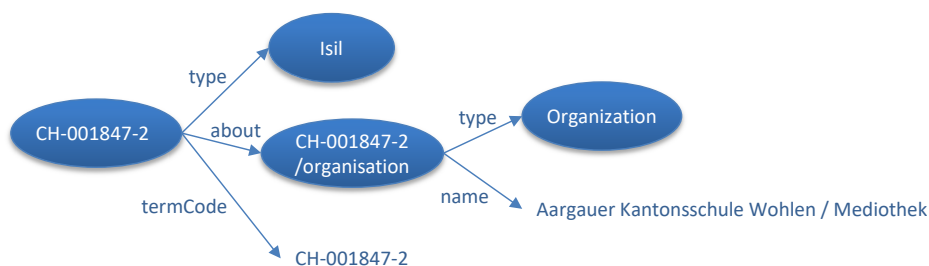 Isil
type
type
Organization
CH-001847-2
about
CH-001847-2
/organisation
name
termCode
Aargauer Kantonsschule Wohlen / Mediothek
CH-001847-2